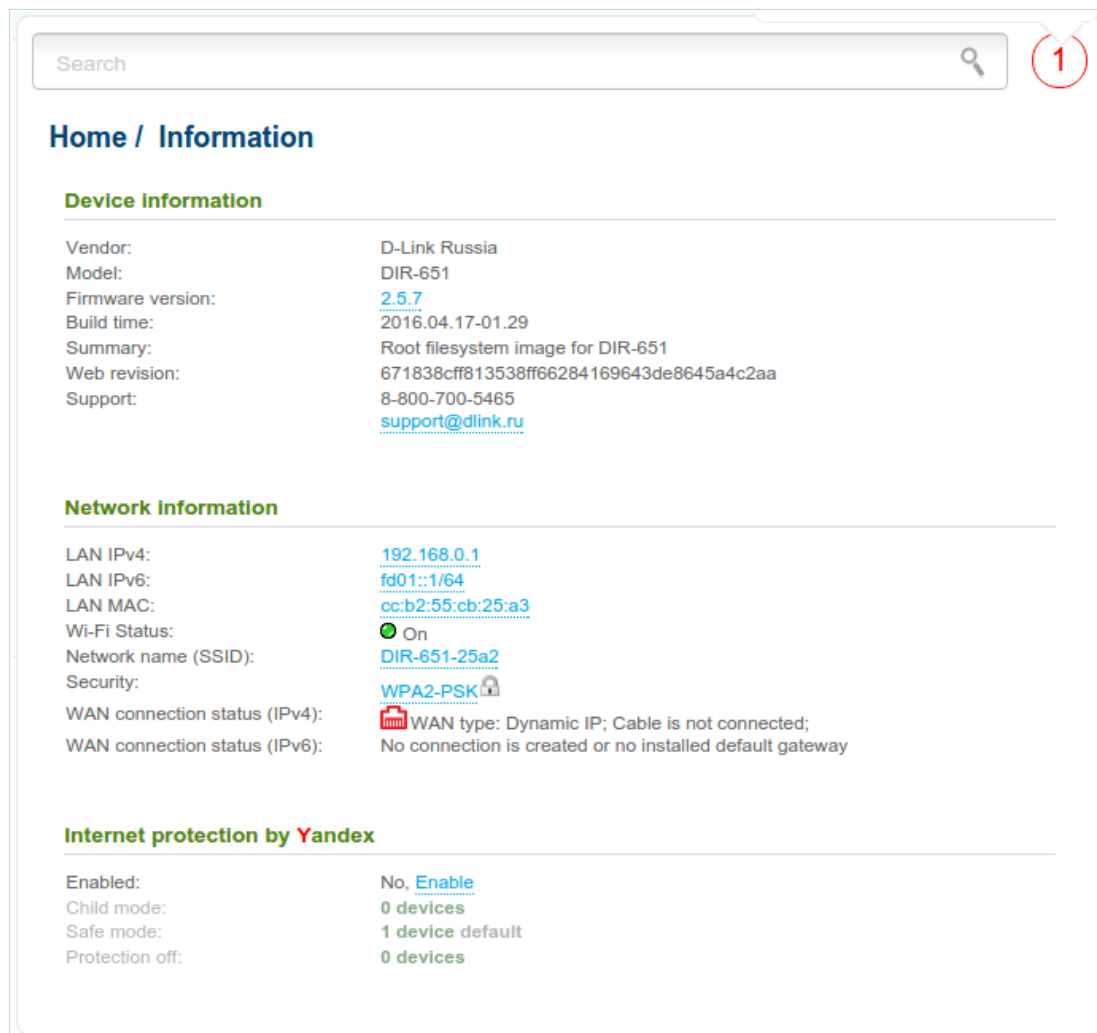 Search
1
Home / Information
Device information
Vendor: D-Link Russia
Model: DIR-651
Firmware version: 2.5.7
Build time: 2016.04.17-01.29
Summary: Root filesystem image for DIR-651
Web revision: 671838cff813538ff66284169643de8645a4c2aa
Support: 8-800-700-5465
support@dlink.ru
Network information
LAN IPv4: 192.168.0.1
LAN IPv6: fd01::1/64
LAN MAC: cc:b2:55:cb:25:a3
Wi-Fi Status: On
Network name (SSID): DIR-651-25a2
Security: WPA2-PSK
WAN connection status (IPv4): WAN type: Dynamic IP; Cable is not connected;
WAN connection status (IPv6): No connection is created or no installed default gateway
Internet protection by Yandex
Enabled: No, Enable
Child mode: 0 devices
Safe mode: 1 device default
Protection off: 0 devices